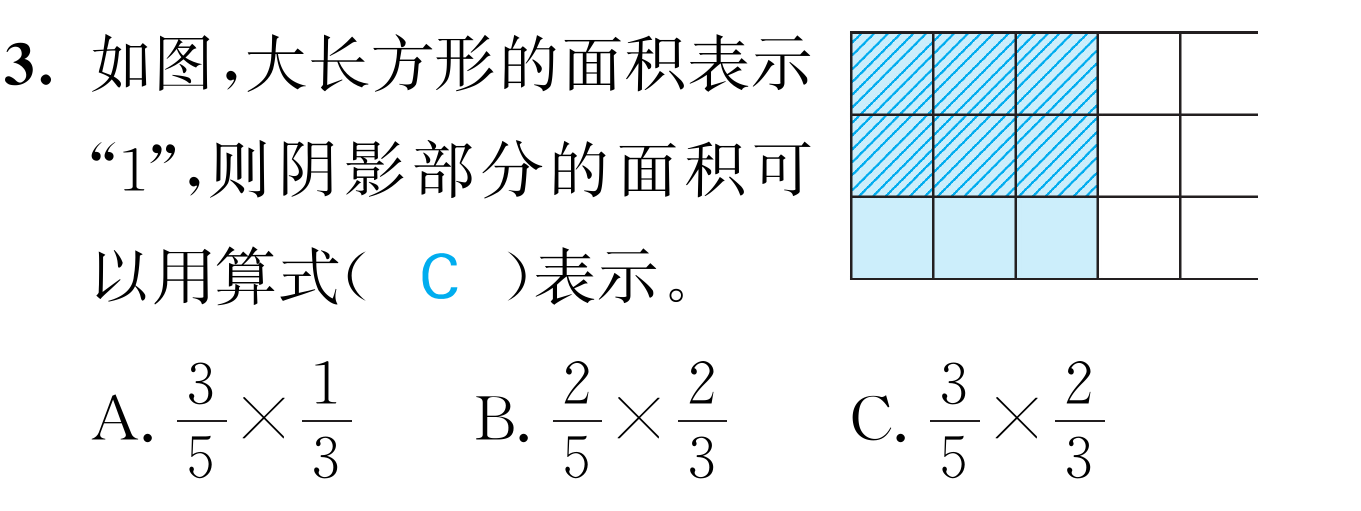 3. 如图,大长方形的面积表示
“1”,则阴影部分的面积可
以用算式( C )表示。
A. 3/5×1/3  B. 2/5×2/3  C. 3/5×2/3